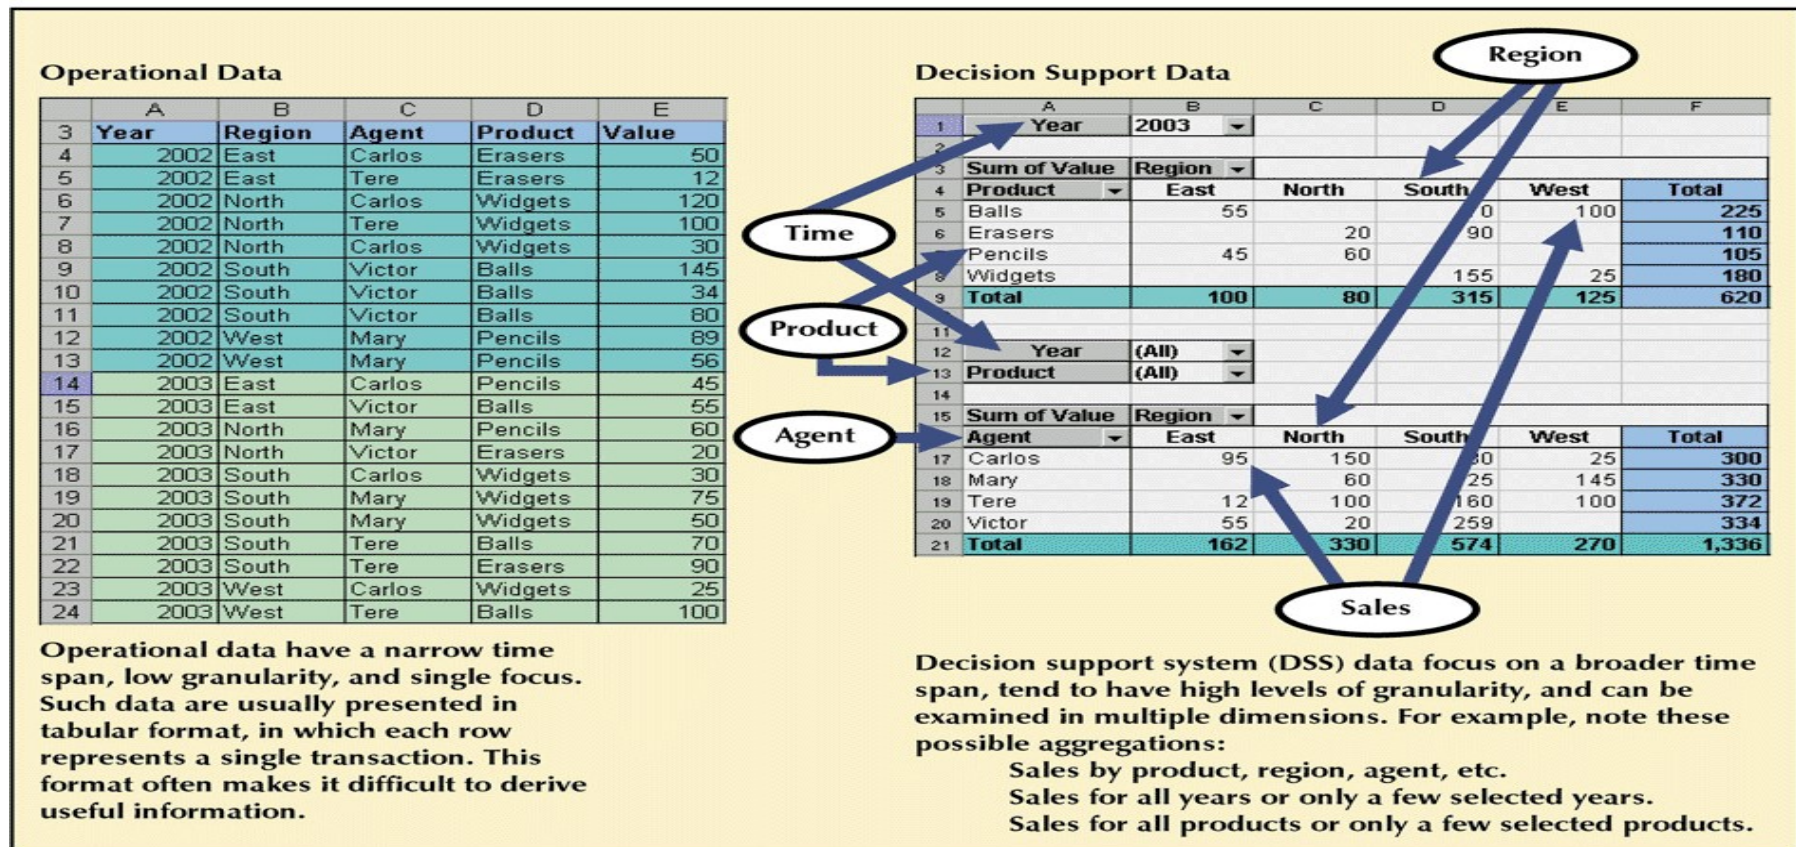 Operational Data
A B C D E
3 Year Region Agent Product Value
4 2002 East Carlos Erasers 50
5 2002 East Tere Erasers 12
6 2002 North Carlos Widgets 120
7 2002 North Tere Widgets 100
8 2002 North Carlos Widgets 30
9 2002 South Victor Balls 145
10 2002 South Victor Balls 34
11 2002 South Victor Balls 80
12 2002 West Mary Pencils 89
13 2002 West Mary Pencils 56
14 2003 East Carlos Pencils 45
15 2003 East Victor Balls 55
16 2003 North Mary Pencils 60
17 2003 North Victor Erasers 20
18 2003 South Carlos Widgets 30
19 2003 South Mary Widgets 75
20 2003 South Mary Widgets 50
21 2003 South Tere Balls 70
22 2003 South Tere Erasers 90
23 2003 West Carlos Widgets 25
24 2003 West Tere Balls 100
Operational data have a narrow time
span, low granularity, and single focus.
Such data are usually presented in
tabular format, in which each row
represents a single transaction. This
format often makes it difficult to derive
useful information.
Time
Product
Agent
Region
Sales
Decision Support Data
A B C D E F
1 Year 2003
2
3 Sum of Value Region
4 Product East North South West Total
5 Balls 55 0 100 225
6 Erasers 20 90 110
Pencils 45 60 105
8 Widgets 155 25 180
9 Total 100 80 315 125 620
11
12 Year (All)
13 Product (All)
14
15 Sum of Value Region
Agent East North South West Total
17 Carlos 95 150 25 300
18 Mary 60 25 145 330
19 Tere 12 100 160 100 372
20 Victor 55 20 259 334
21 Total 162 330 574 270 1,336
Decision support system (DSS) data focus on a broader time
span, tend to have high levels of granularity, and can be
examined in multiple dimensions. For example, note these
possible aggregations:
Sales by product, region, agent, etc.
Sales for all years or only a few selected years.
Sales for all products or only a few selected products.